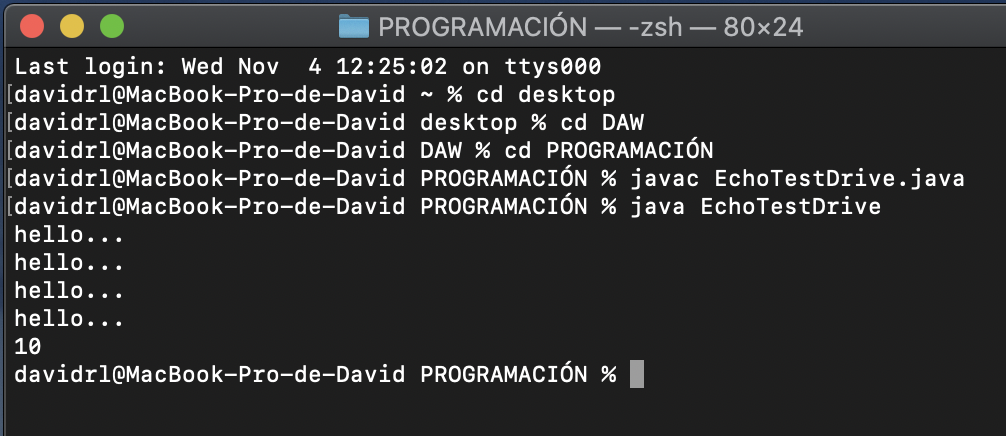 PROGRAMACIÓN — -zsh — 80×24
Last login: Wed Nov  4 12:25:02 on ttys000
[davidrl@MacBook-Pro-de-David ~ % cd desktop
[davidrl@MacBook-Pro-de-David desktop % cd DAW
[davidrl@MacBook-Pro-de-David DAW % cd PROGRAMACIÓN
[davidrl@MacBook-Pro-de-David PROGRAMACIÓN % javac EchoTestDrive.java
[davidrl@MacBook-Pro-de-David PROGRAMACIÓN % java EchoTestDrive
hello...
hello...
hello...
hello...
10
davidrl@MacBook-Pro-de-David PROGRAMACIÓN %